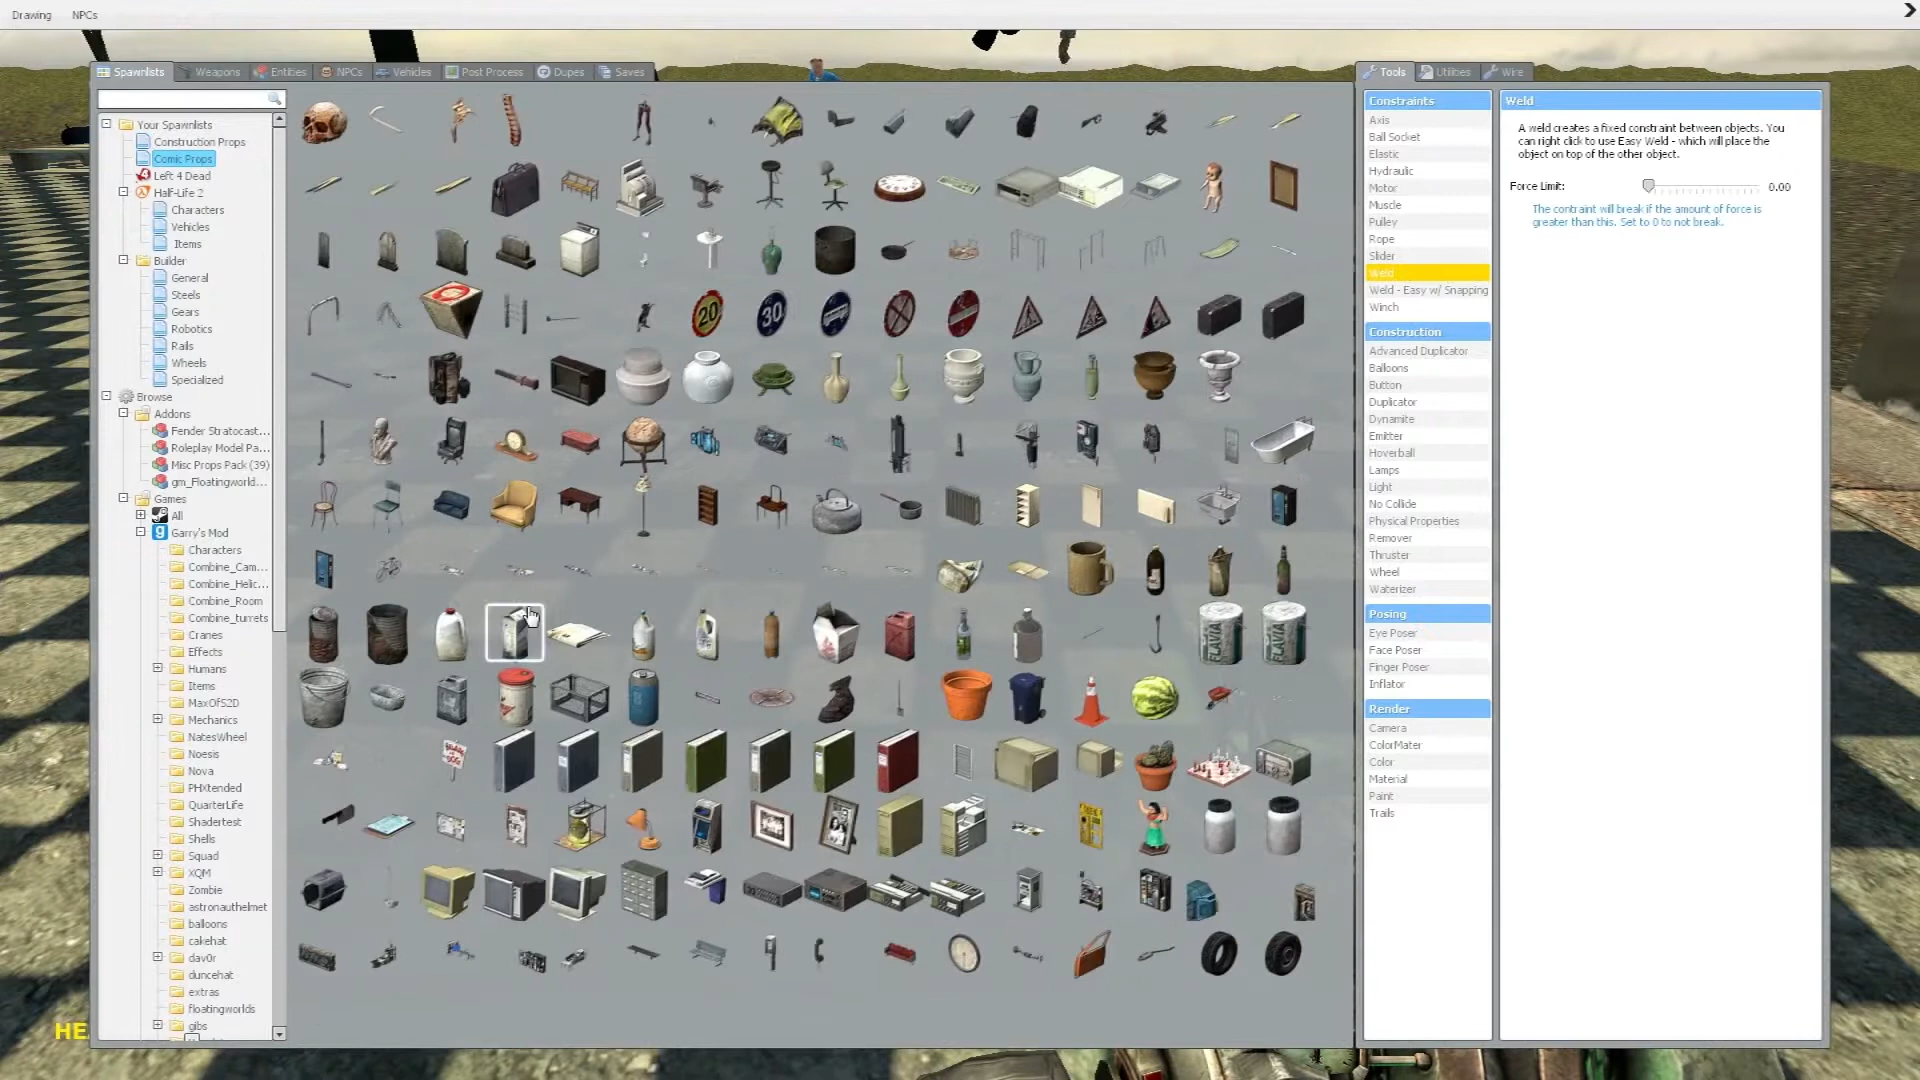 Drawing NPCs
Spawnlists Weapons Entities NPCs Vehicles Post Process Dupes Saves
Your Spawnlists
Construction Props
Comic Props
Left 4 Dead
Half-Life 2
Characters
Vehicles
Items
Builder
General
Steels
Gears
Robotics
Rails
Wheels
Specialized
Browse
Addons
Fender Stratocast...
Roleplay Model Pa...
Misc Props Pack (39)
gm_Floatingworld...
Games
All
Garry's Mod
Characters
Combine_Cam...
Combine_Helic...
Combine_Room
Combine_turrets
Cranes
Effects
Humans
Items
MaxOfS2D
Mechanics
NatesWheel
Noesis
Nova
PHXtended
QuarterLife
Shadertest
Shells
Squad
XQM
Zombie
astronauthelmet
balloons
cakehat
dav0r
duncehat
extras
floatingworlds
gibs
HE
20
30
Tools Utilities Wire
Constraints
Axis
Ball Socket
Elastic
Hydraulic
Motor
Muscle
Pulley
Rope
Slider
Weld
Weld - Easy w/ Snapping
Winch
Construction
Advanced Duplicator
Balloons
Button
Duplicator
Dynamite
Emitter
Hoverball
Lamps
Light
No Collide
Physical Properties
Remover
Thruster
Wheel
Waterizer
Posing
Eye Poser
Face Poser
Finger Poser
Inflator
Render
Camera
ColorMater
Color
Material
Paint
Trails
Weld
A weld creates a fixed constraint between objects. You
can right click to use Easy Weld - which will place the
object on top of the other object.
Force Limit: 0.00
The contraint will break if the amount of force is
greater than this. Set to 0 to not break.